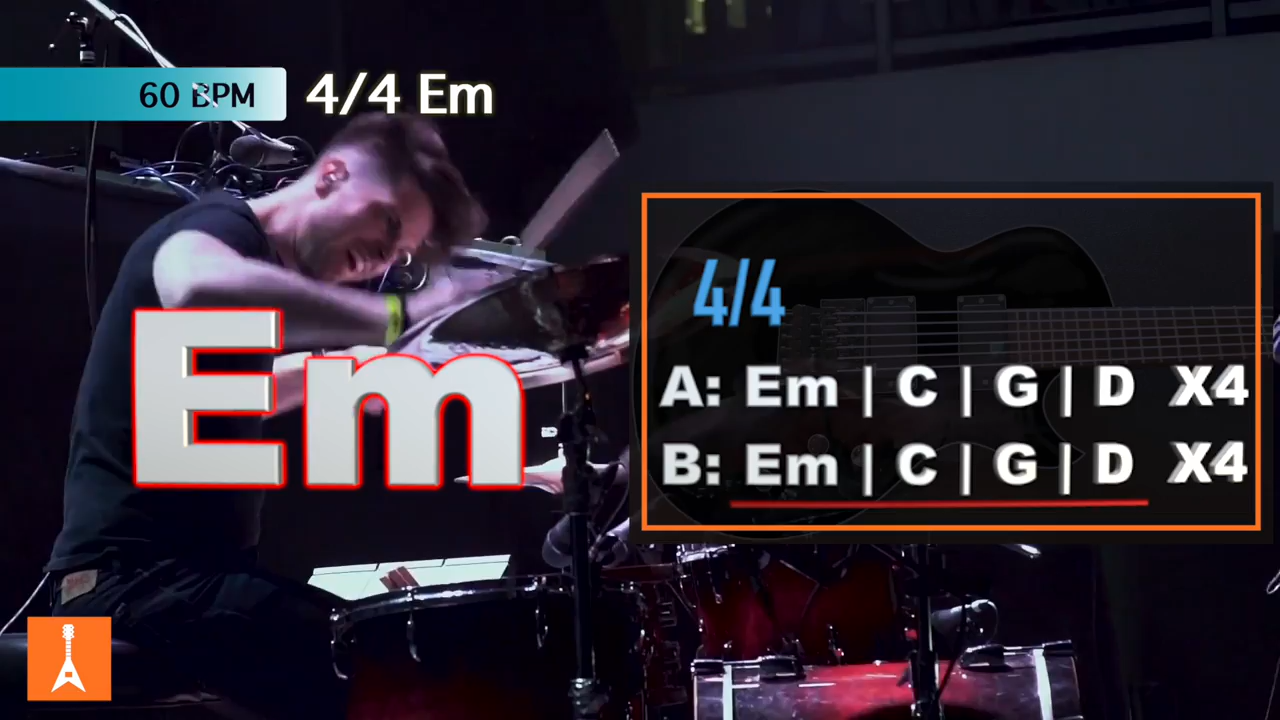 60 BPM 4/4 Em
Em
4/4
A: Em | C | G | D X4
B: Em | C | G | D X4